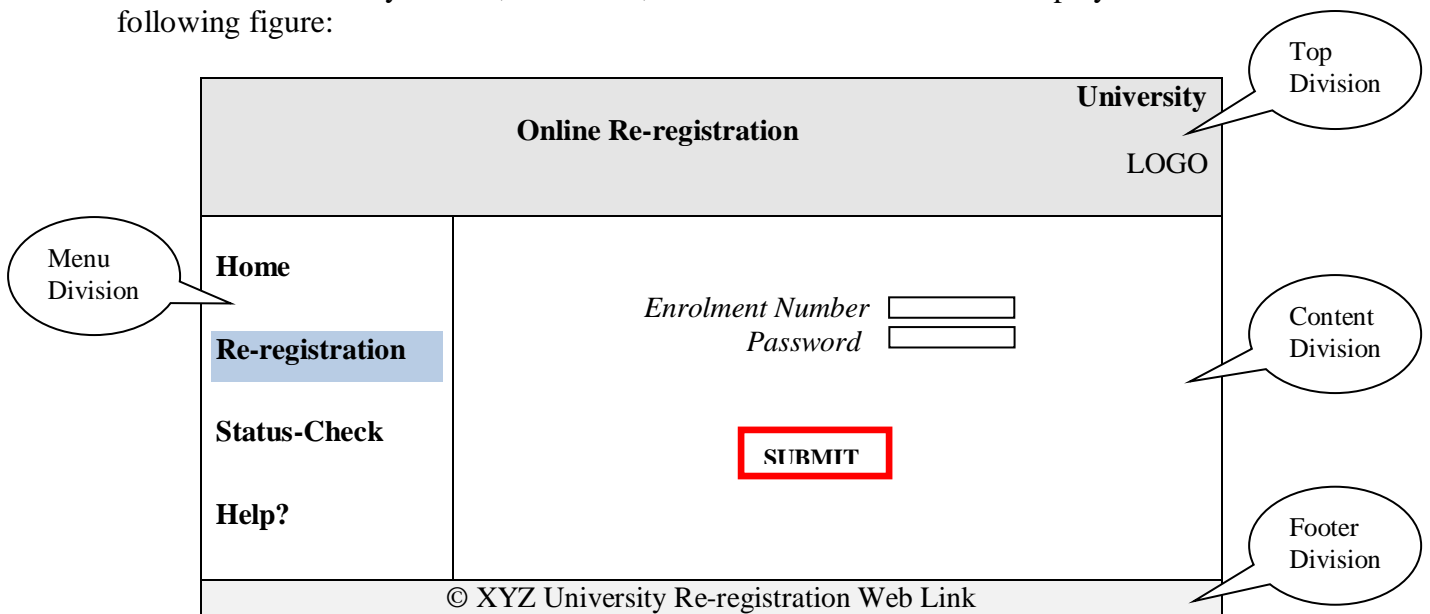 following figure:
Top
Division
University
Online Re-registration
LOGO
Menu
Division
Home
Enrolment Number
Password
Content
Division
Re-registration
Status-Check
SUBMIT
Help?
Footer
Division
© XYZ University Re-registration Web Link